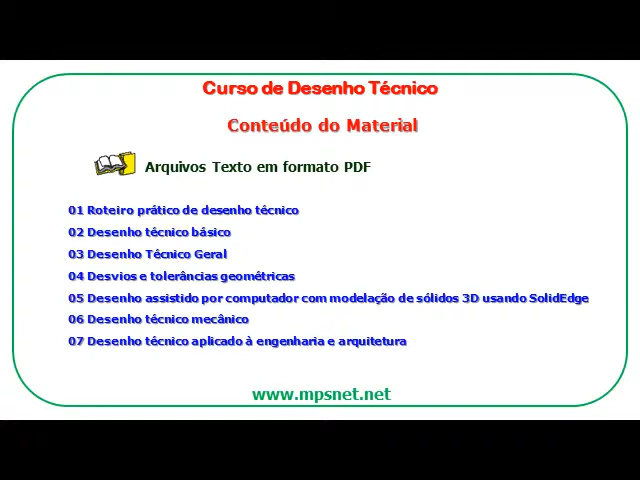 Curso de Desenho Técnico
Conteúdo do Material
Arquivos Texto em formato PDF
01 Roteiro prático de desenho técnico
02 Desenho técnico básico
03 Desenho Técnico Geral
04 Desvios e tolerâncias geométricas
05 Desenho assistido por computador com modelação de sólidos 3D usando SolidEdge
06 Desenho técnico mecânico
07 Desenho técnico aplicado à engenharia e arquitetura
www.mpsnet.net